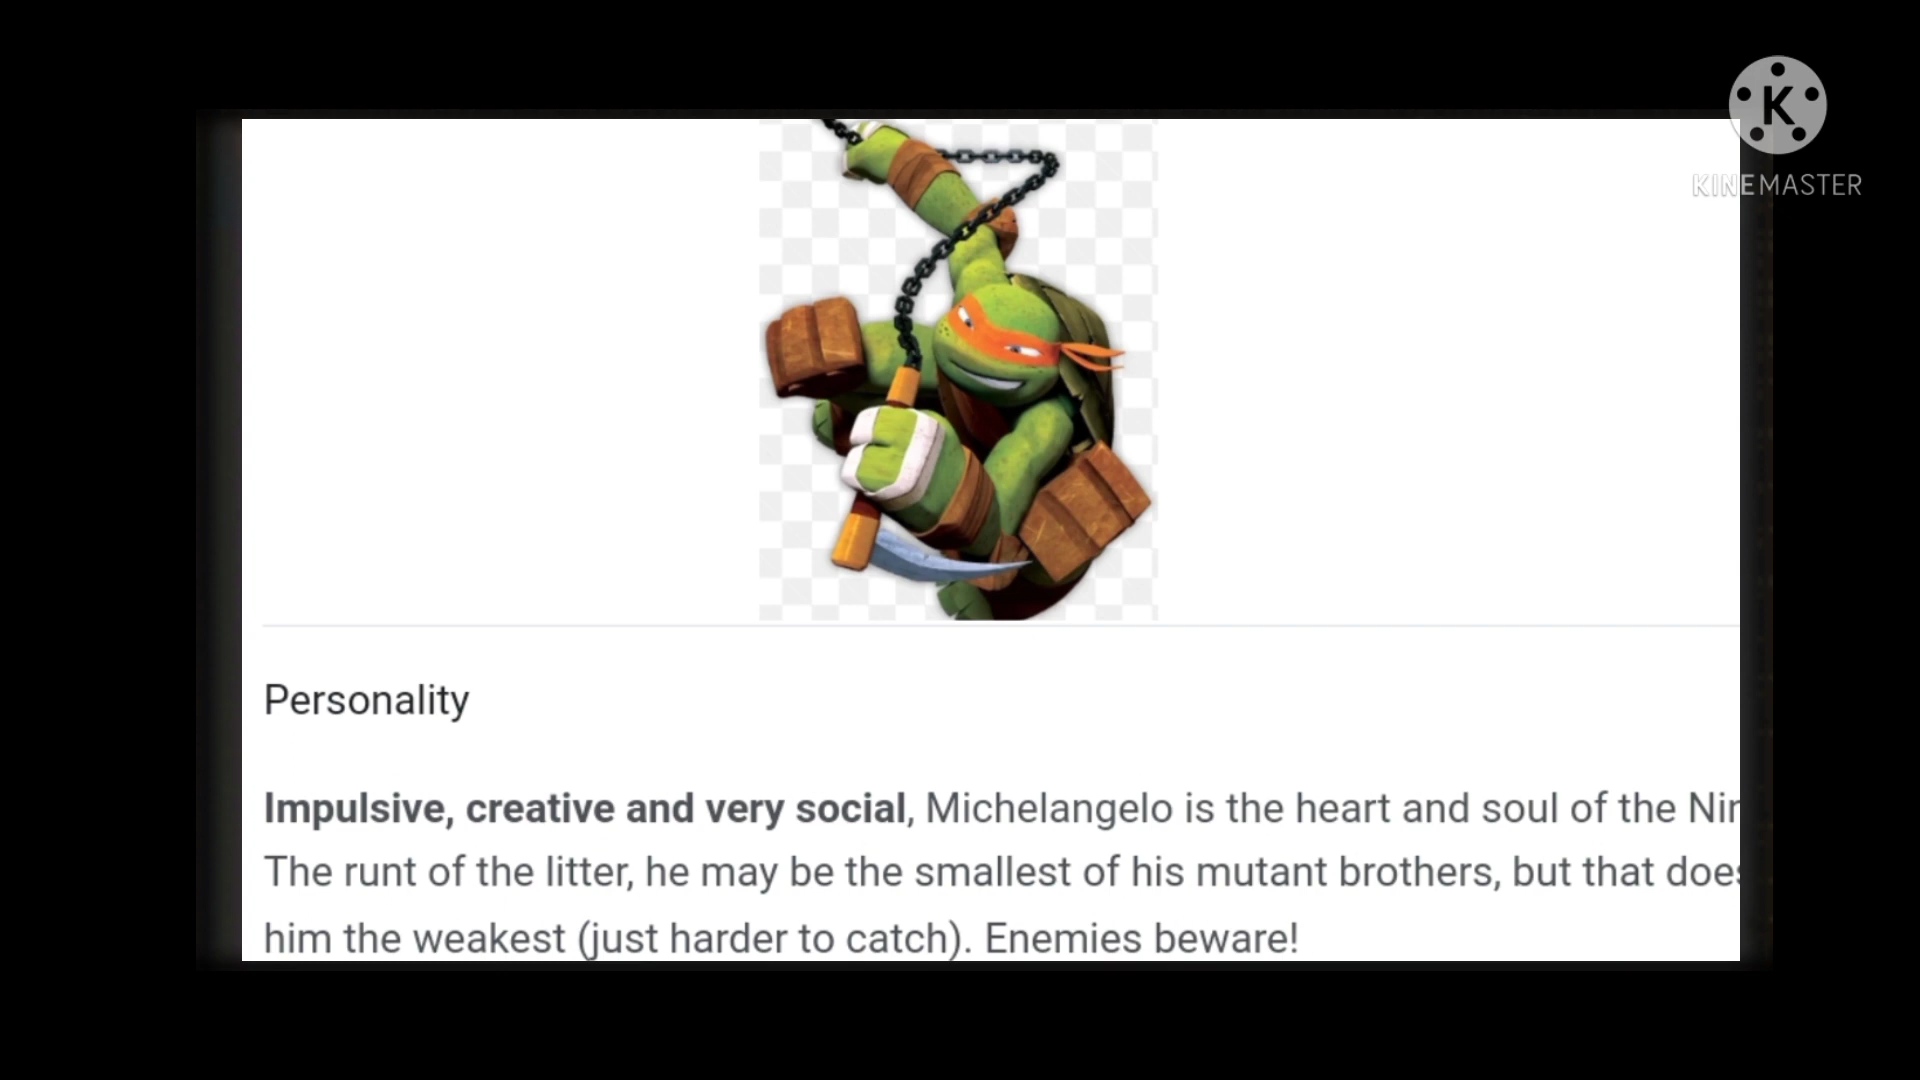 K
KINEMASTER
Personality
Impulsive, creative and very social, Michelangelo is the heart and soul of the
The runt of the litter, he may be the smallest of his mutant brothers, but that
him the weakest (just harder to catch). Enemies beware!